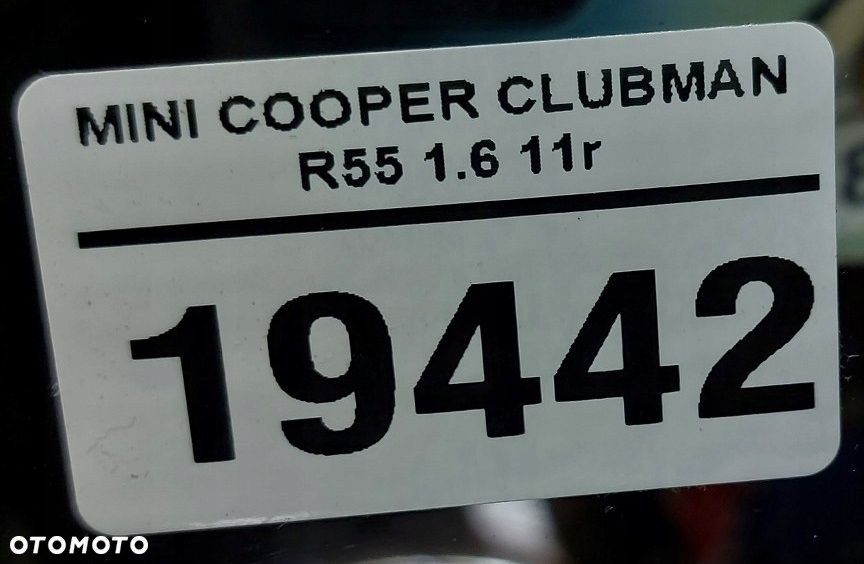 MINI COOPER CLUBMAN
R55 1.6 11r
19442
OTOMOTO